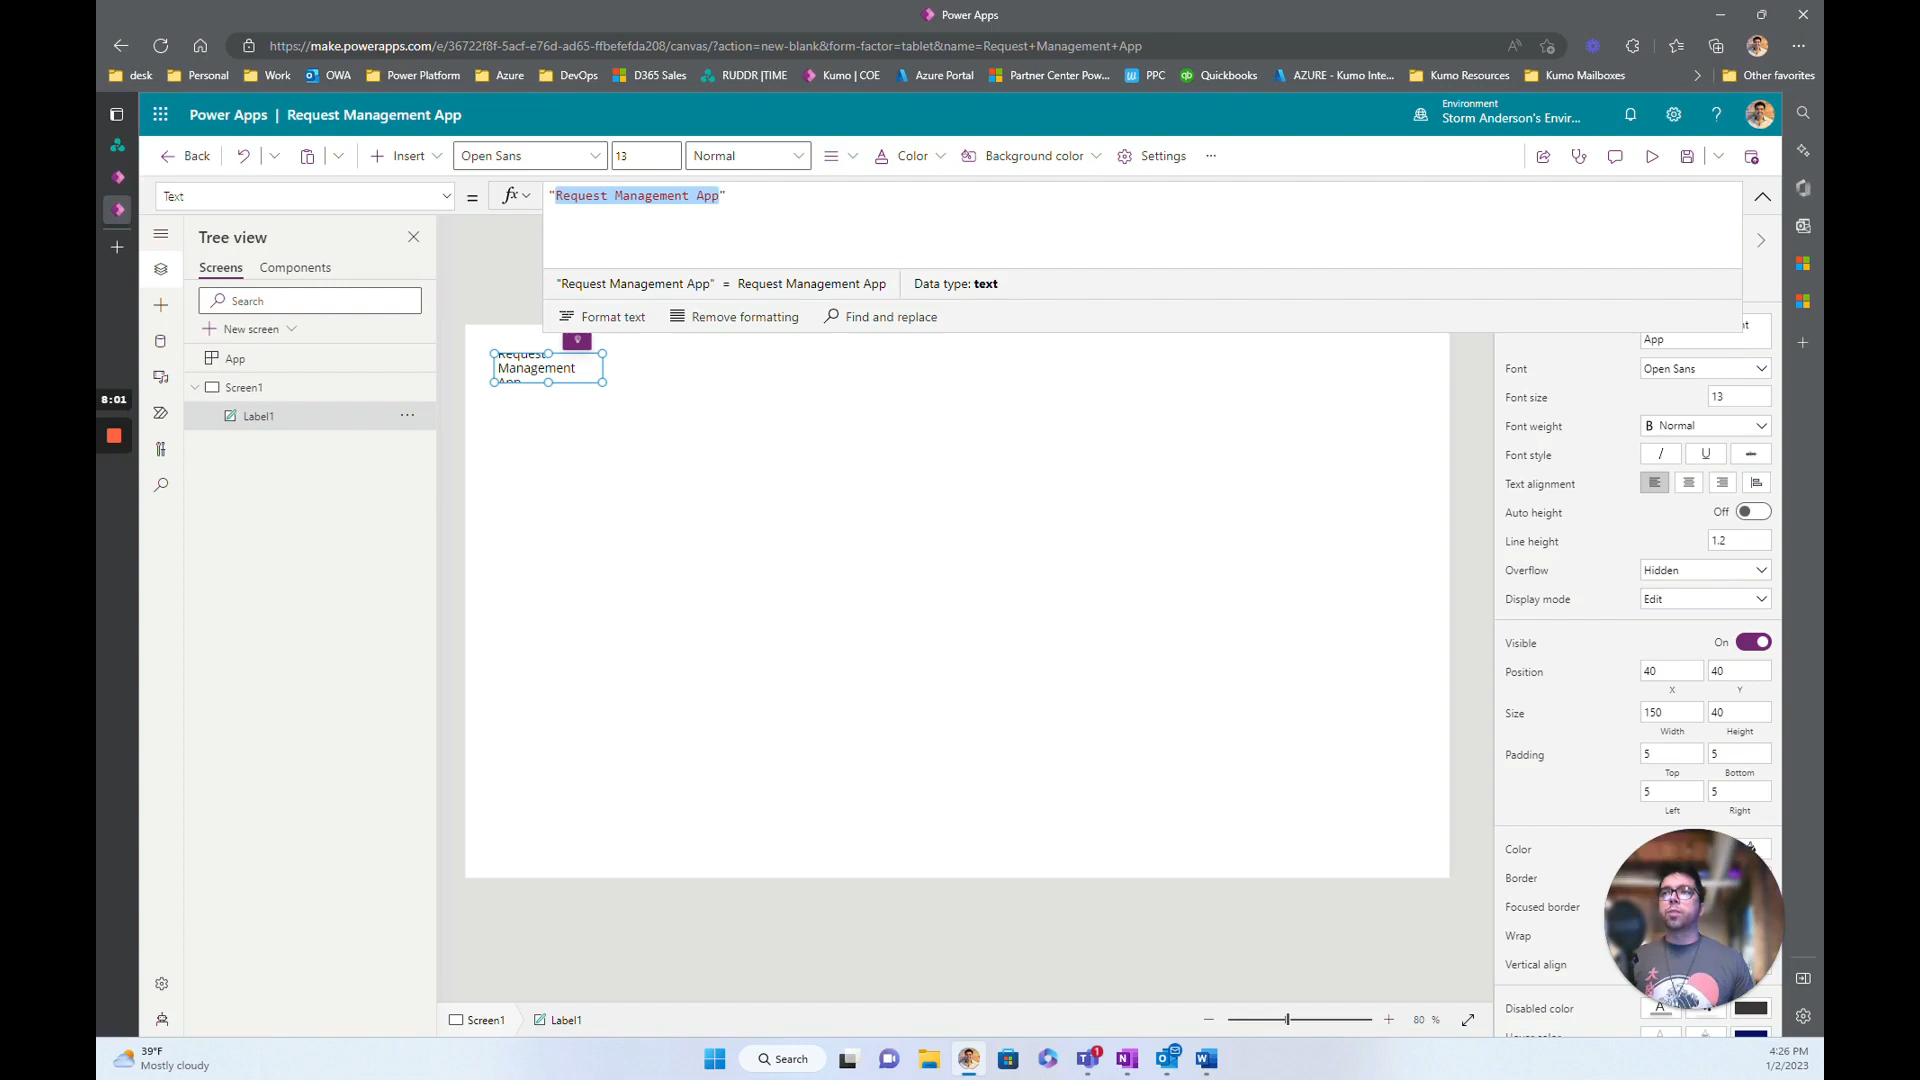 Power Apps
https://make.powerapps.com/e/36722f8f-5acf-e76d-ad65-ffbefefda208/canvas/?action=new-blank&form-factor=tablet&name=Request+Management+App
desk Personal Work OWA Power Platform Azure DevOps D365 Sales RUDDR |TIME Kumo | COE Azure Portal Partner Center Pow... PPC Quickbooks AZURE - Kumo Inte... Kumo Resources Kumo Mailboxes Other favorites
Power Apps | Request Management App
Environment
Storm Anderson's Envir...
Back Insert Open Sans 13 Normal Color Background color Settings ...
Text = fx "Request Management App"
"Request Management App" = Request Management App Data type: text
Format text Remove formatting Find and replace
Tree view
Screens Components
Search
New screen
App
Screen1
Label1 ...
8:01
Request
Management
App
App
Font Open Sans
Font size 13
Font weight B Normal
Font style / U
Text alignment
Auto height Off
Line height 1.2
Overflow Hidden
Display mode Edit
Visible On
Position 40 40
X Y
Size 150 40
Width Height
Padding 5 5
Top Bottom
5 5
Left Right
Color
Border
Focused border
Wrap
Vertical align
Disabled color A
Screen1 Label1
80 %
39°F
Mostly cloudy
Search
1
4:26 PM
1/2/2023